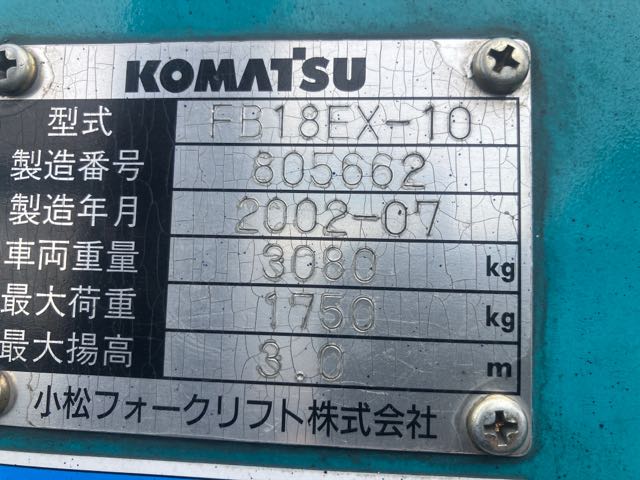 KOMATSU
型式 FB18EX-10
製造番号 805662
製造年月 2002-07
車両重量 3080 kg
最大荷重 1750 kg
最大揚高 3.0 m
小松フォークリフト株式会社